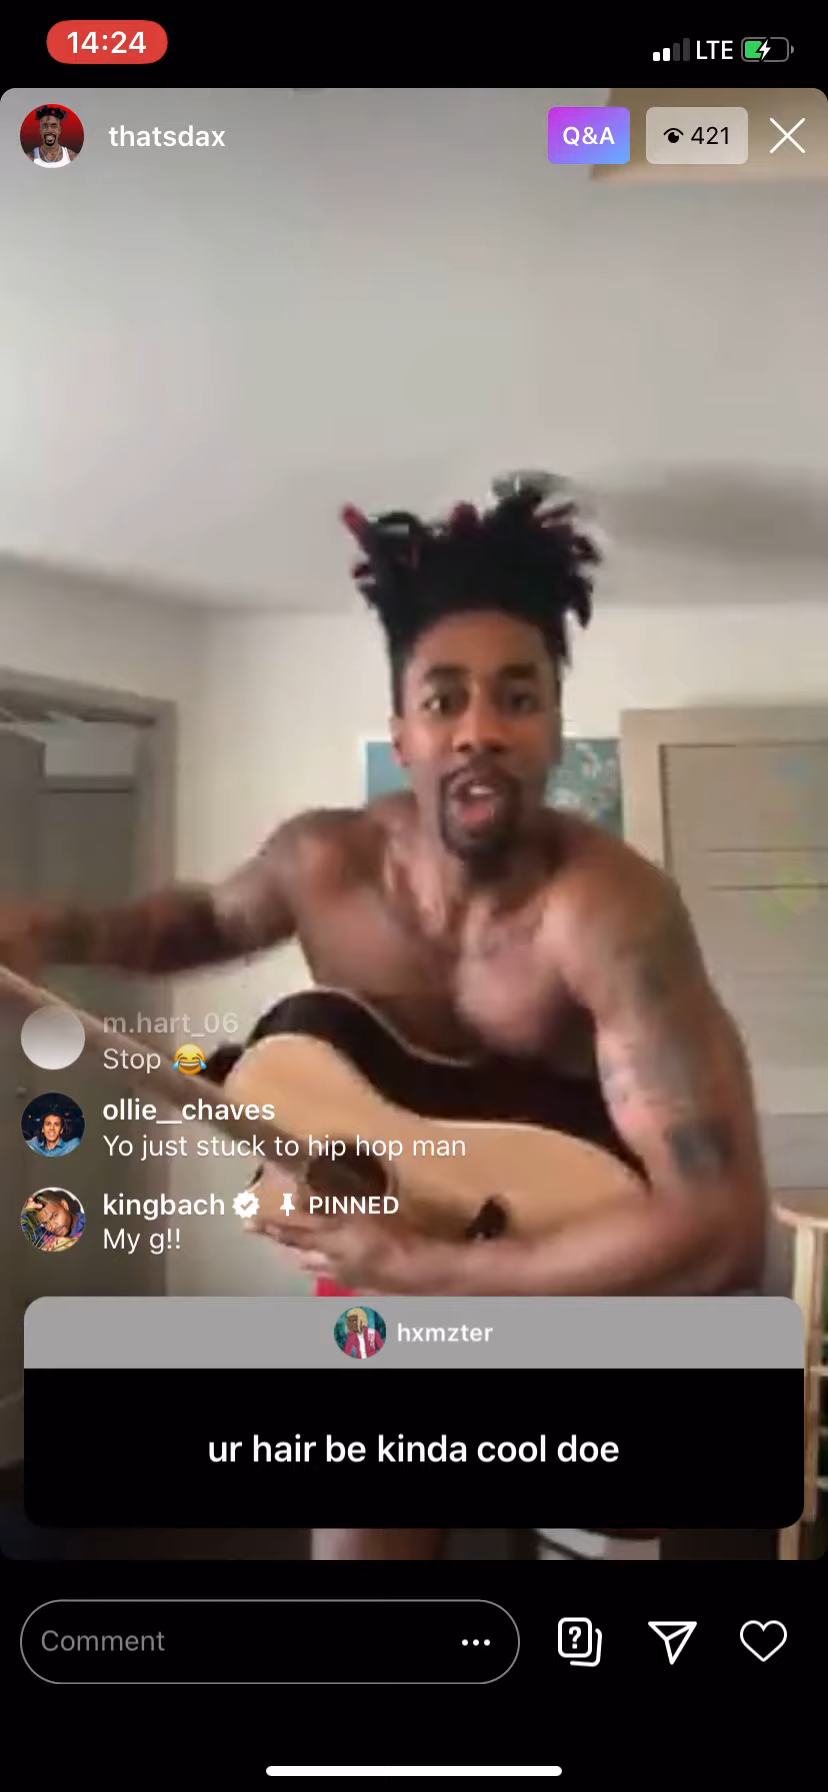 14:24
LTE
thatsdax
Q&A
421
m.hart_06
Stop 😂
ollie__chaves
Yo just stuck to hip hop man
kingbach PINNED
My g!!
hxmzter
ur hair be kinda cool doe
Comment
?